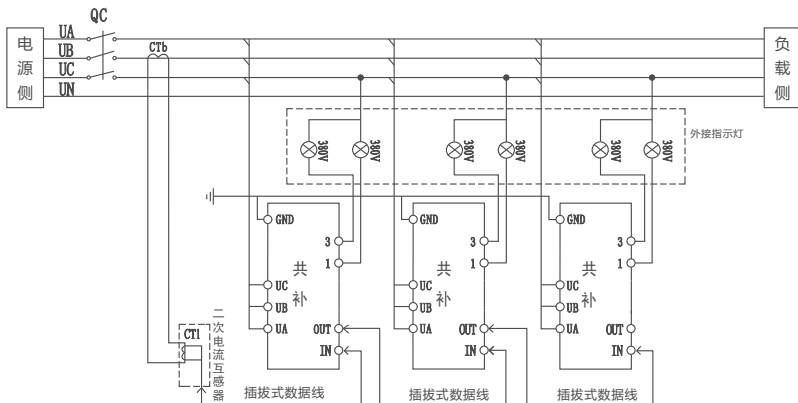 QC
电源侧
UA
UB
UC
UN
CTb
负载侧
380V
380V
380V
380V
380V
380V
外接指示灯
GND
3
1
共补
UC
UB
UA
OUT
IN
GND
3
1
共补
UC
UB
UA
OUT
IN
GND
3
1
共补
UC
UB
UA
OUT
IN
CT1
二次电流互感器
插拔式数据线
插拔式数据线
插拔式数据线